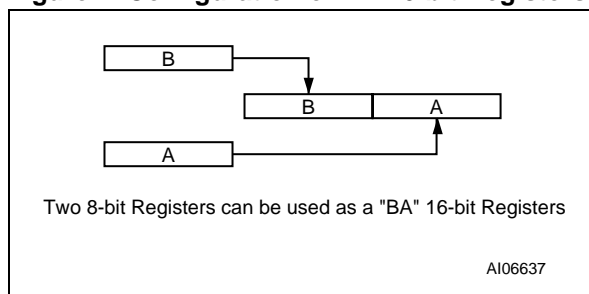 B
B A
A
Two 8-bit Registers can be used as a "BA" 16-bit Registers
AI06637